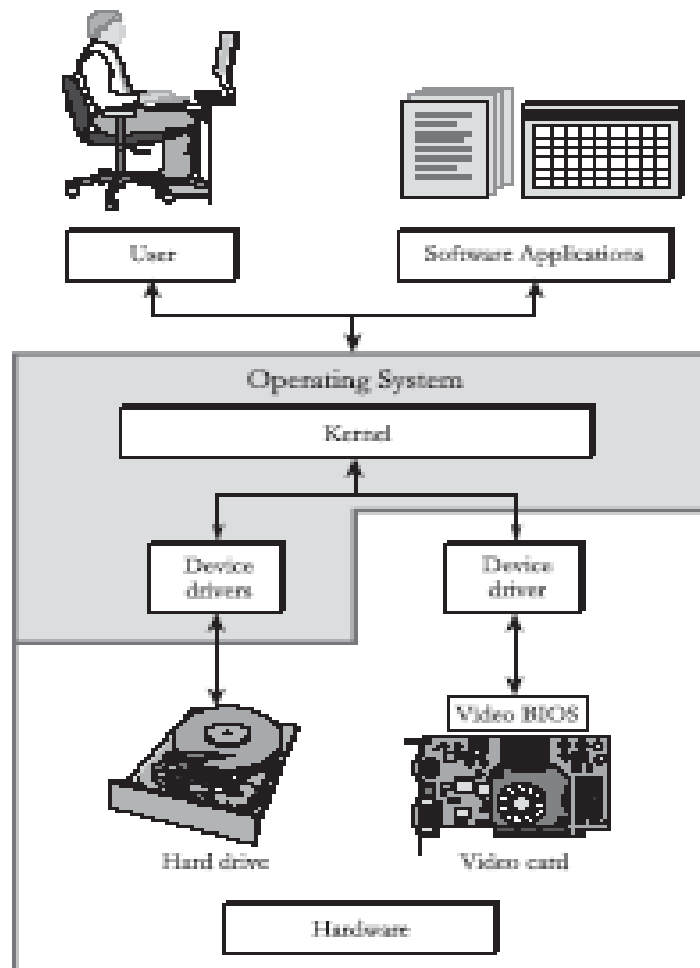 User
Software Applications
Operating System
Kernel
Device
drivers
Device
driver
Video BIOS
Hard drive
Video card
Hardware